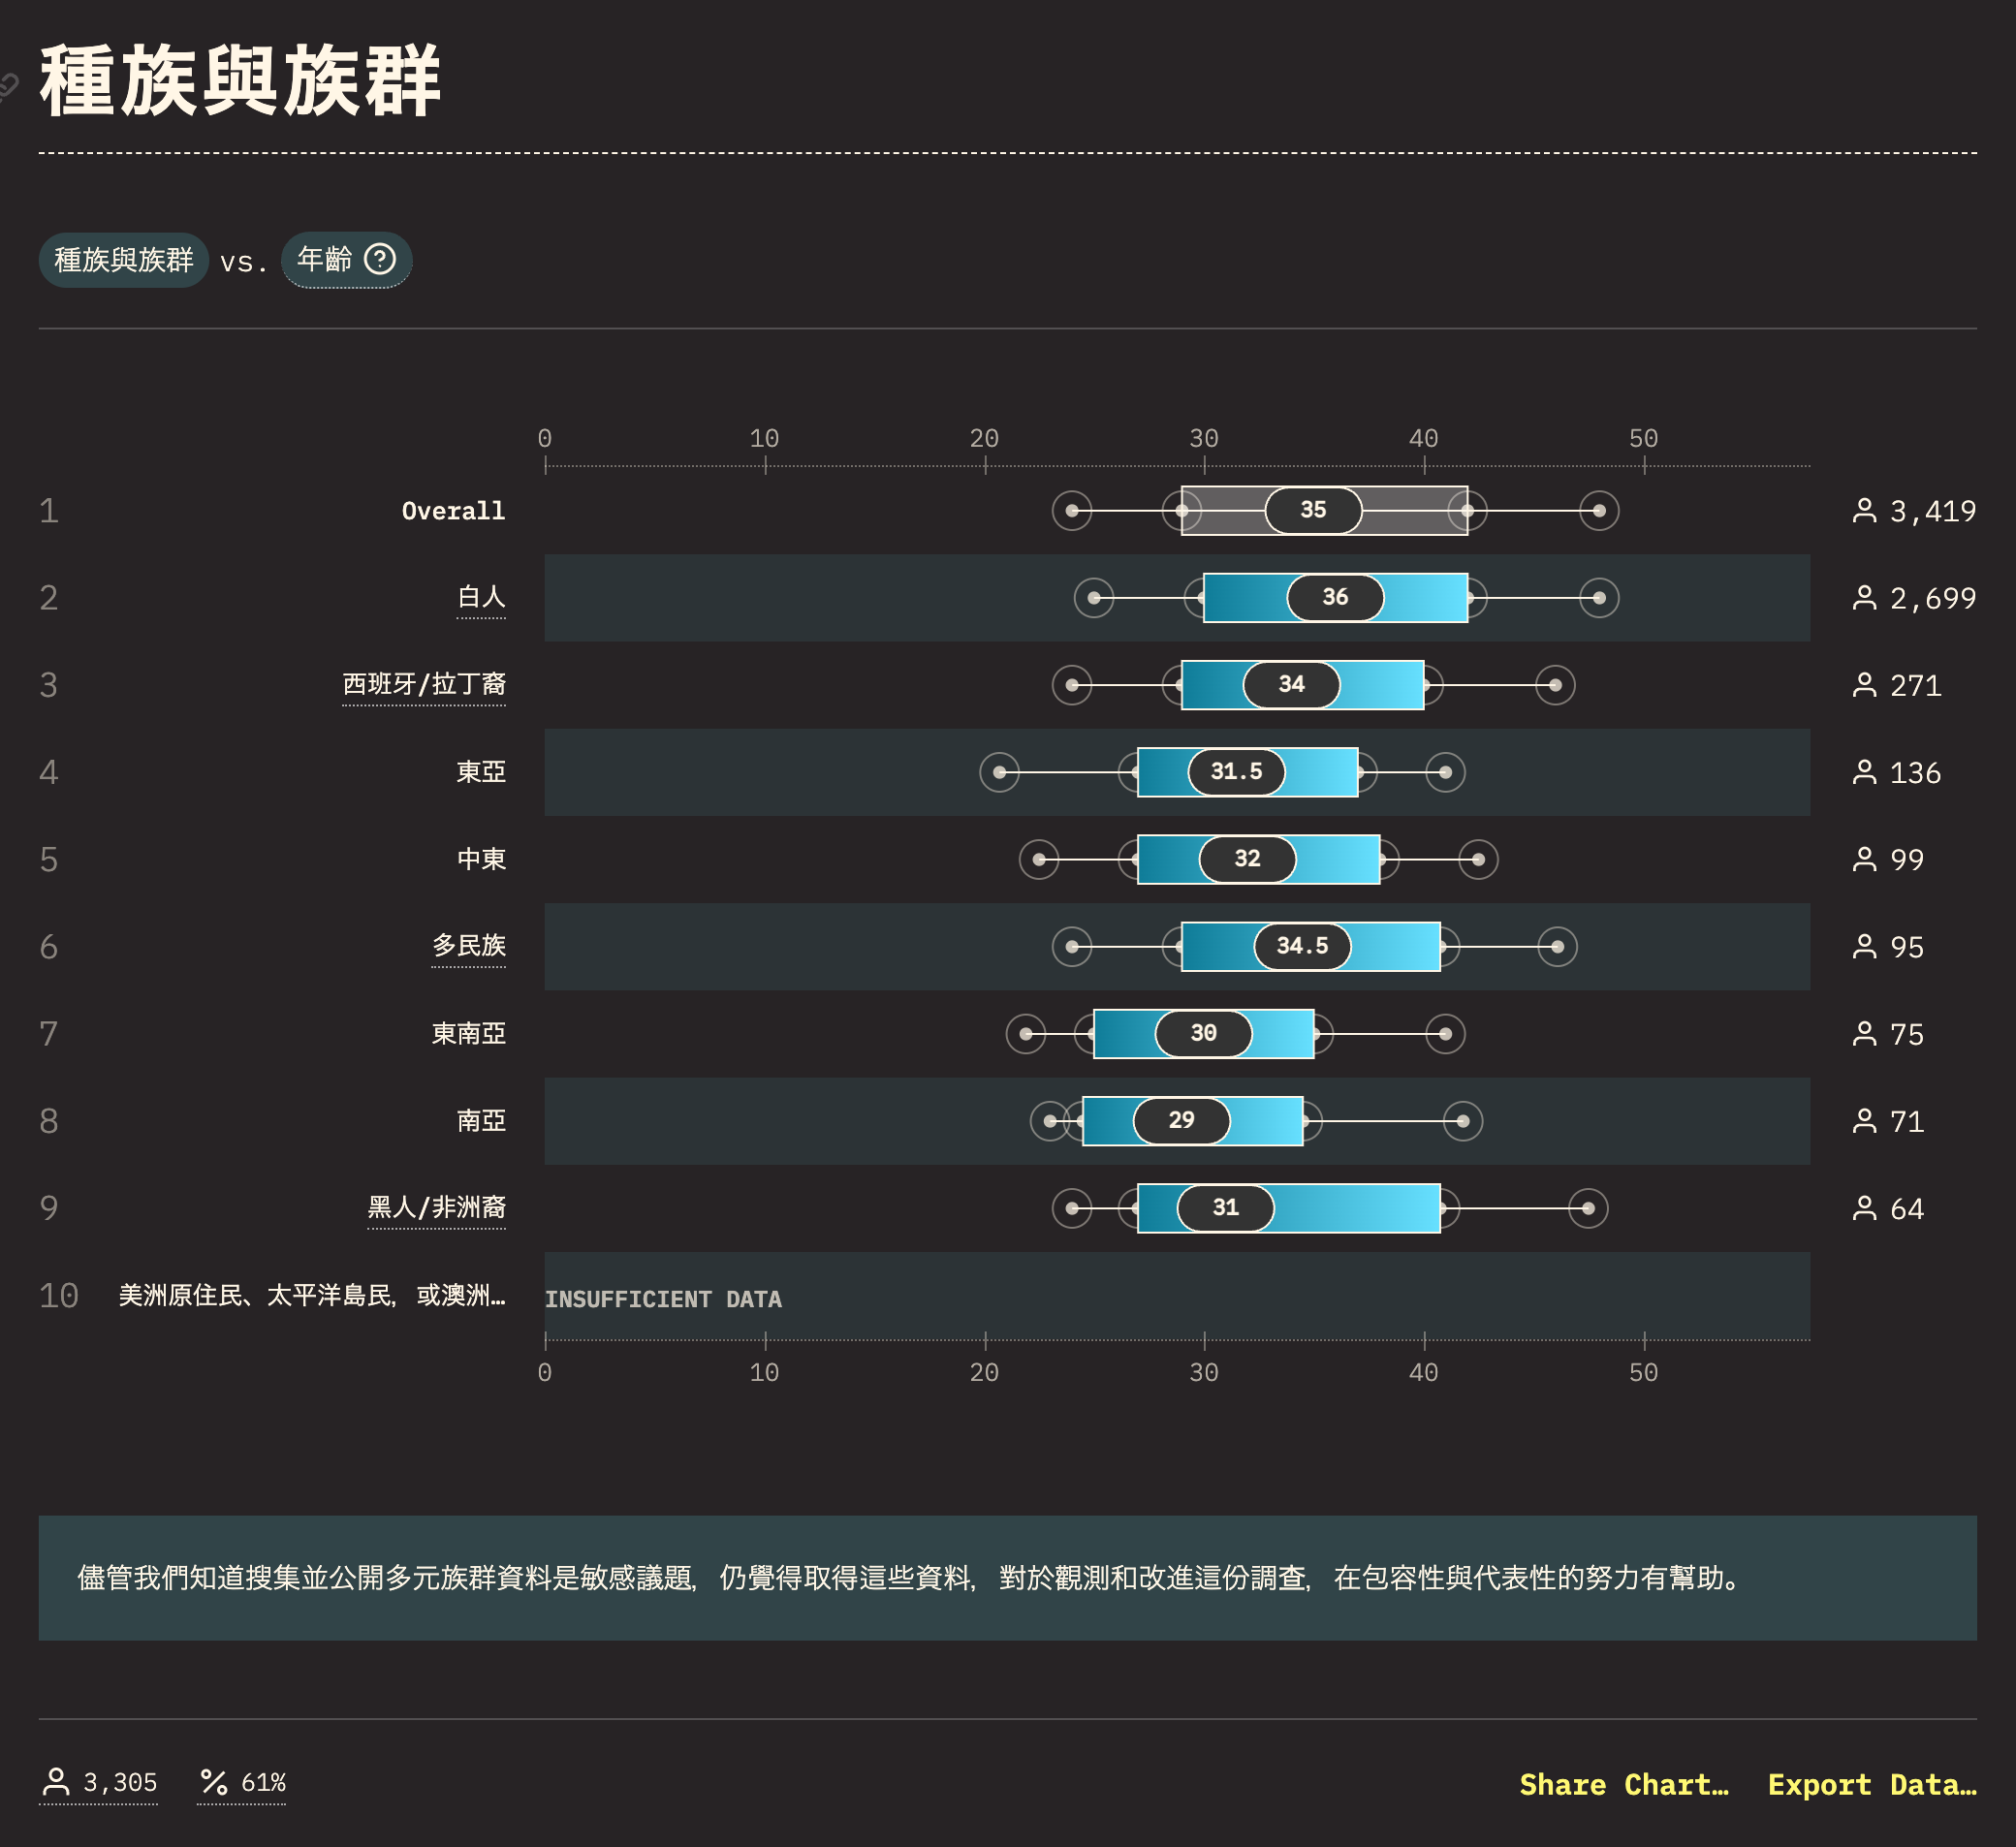 種族與族群
種族與族群 vs. 年齡
0 10 20 30 40 50
1 Overall 35 3,419
2 白人 36 2,699
3 西班牙/拉丁裔 34 271
4 東亞 31.5 136
5 中東 32 99
6 多民族 34.5 95
7 東南亞 30 75
8 南亞 29 71
9 黑人/非洲裔 31 64
10 美洲原住民、太平洋島民，或澳洲… INSUFFICIENT DATA
0 10 20 30 40 50
儘管我們知道搜集並公開多元族群資料是敏感議題，仍覺得取得這些資料，對於觀測和改進這份調查，在包容性與代表性的努力有幫助。
3,305 % 61% Share Chart… Export Data…